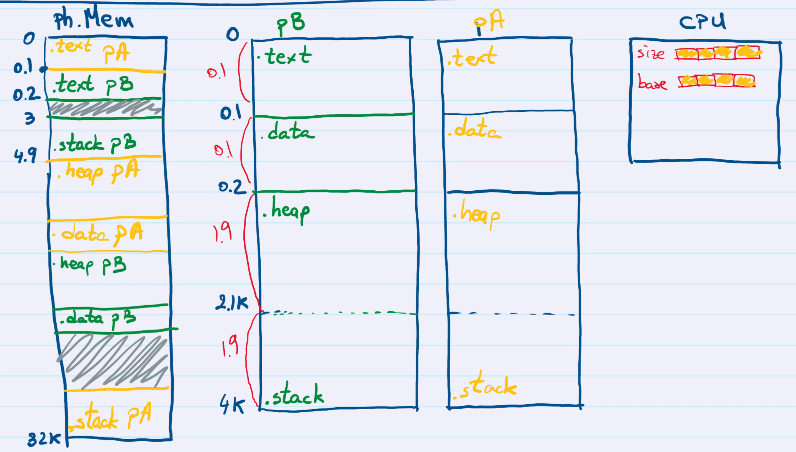 ph.Mem
0
.text pA
0.1
.text pB
0.2
3
.stack pB
4.9
.heap pA
.data pA
.heap pB
.data pB
.stack pA
32K
pB
0
.text
0.1
0.1
.data
0.1
0.2
.heap
1.9
2.1K
1.9
.stack
4K
pA
.text
.data
.heap
.stack
CPU
size
base